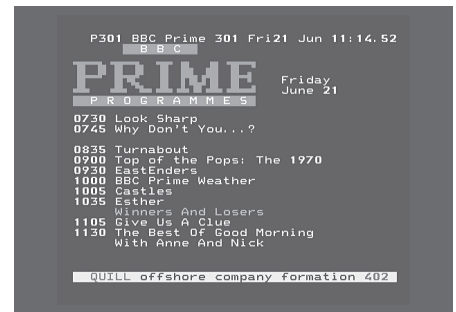 P301 BBC Prime 301 Fri21 Jun 11:14.52
BBC
PRIME
Friday
June 21
PROGRAMMES
0730 Look Sharp
0745 Why Don't You...?
0835 Turnabout
0900 Top of the Pops: The 1970
0930 EastEnders
1000 BBC Prime Weather
1005 Castles
1035 Esther
Winners And Losers
1105 Give Us A Clue
1130 The Best Of Good Morning
With Anne And Nick
QUILL offshore company formation 402